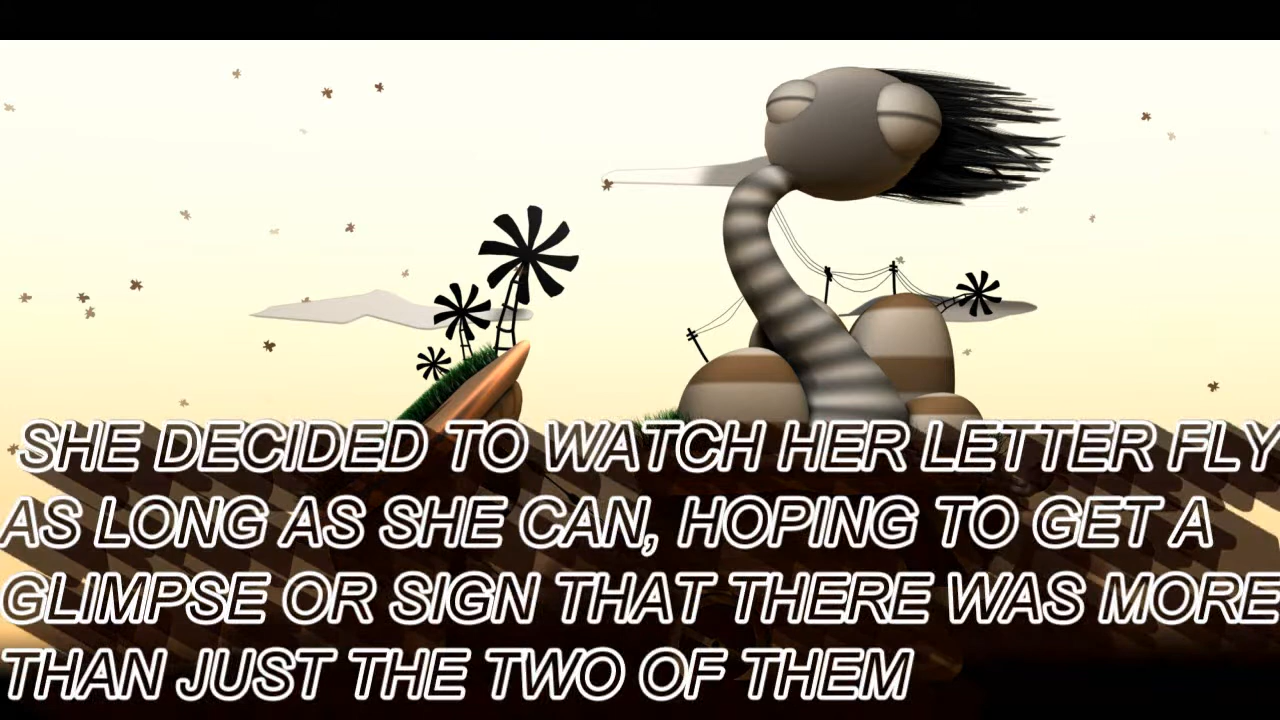 SHE DECIDED TO WATCH HER LETTER FLY
AS LONG AS SHE CAN, HOPING TO GET A
GLIMPSE OR SIGN THAT THERE WAS MORE
THAN JUST THE TWO OF THEM